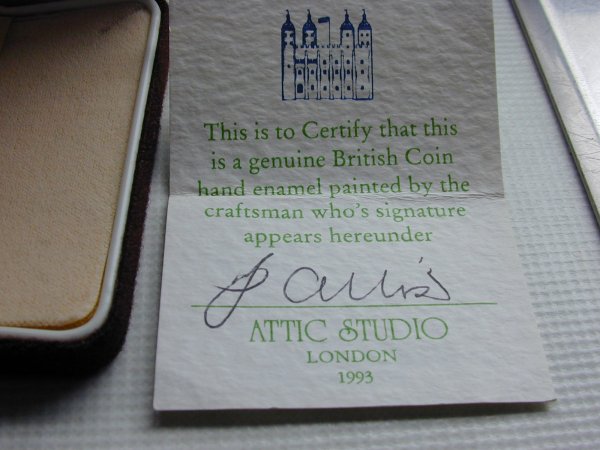 This is to Certify that this
is a genuine British Coin
hand enamel painted by the
craftsman who's signature
appears hereunder
ATTIC STUDIO
LONDON
1993